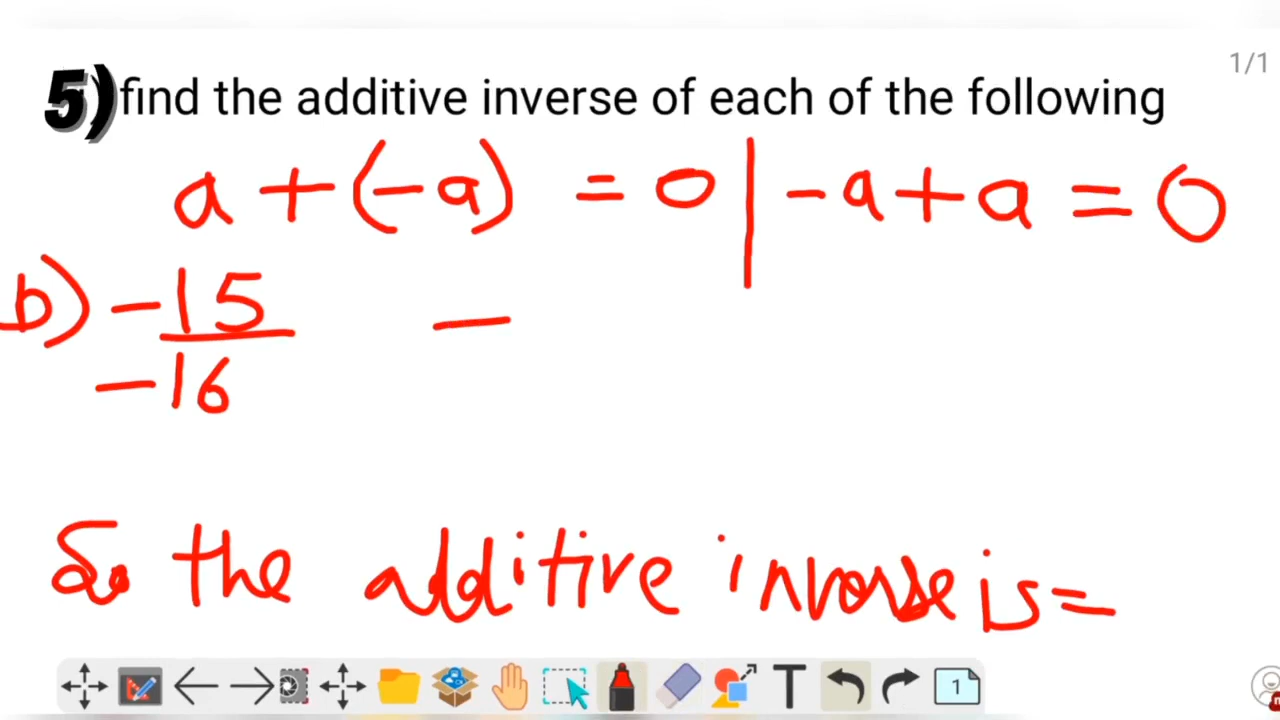 1/1
5) find the additive inverse of each of the following
a + (-a) = 0 | -a + a = 0
b) -15
-16
—
So the additive inverse is =
T
1